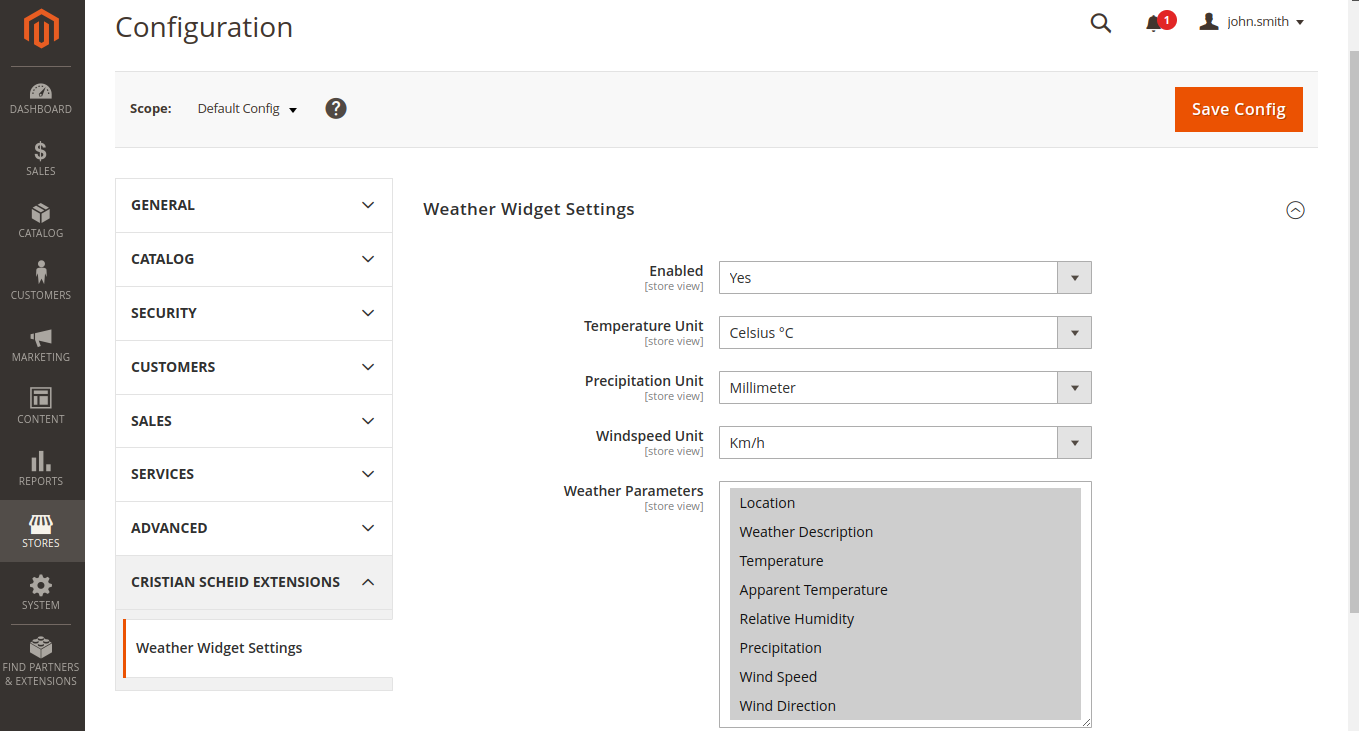 Configuration
1
john.smith
DASHBOARD
SALES
CATALOG
CUSTOMERS
MARKETING
CONTENT
REPORTS
STORES
SYSTEM
FIND PARTNERS
& EXTENSIONS
Scope:
Default Config
?
Save Config
GENERAL
CATALOG
SECURITY
CUSTOMERS
SALES
SERVICES
ADVANCED
CRISTIAN SCHEID EXTENSIONS
Weather Widget Settings
Weather Widget Settings
Enabled
[store view]
Yes
Temperature Unit
[store view]
Celsius °C
Precipitation Unit
[store view]
Millimeter
Windspeed Unit
[store view]
Km/h
Weather Parameters
[store view]
Location
Weather Description
Temperature
Apparent Temperature
Relative Humidity
Precipitation
Wind Speed
Wind Direction